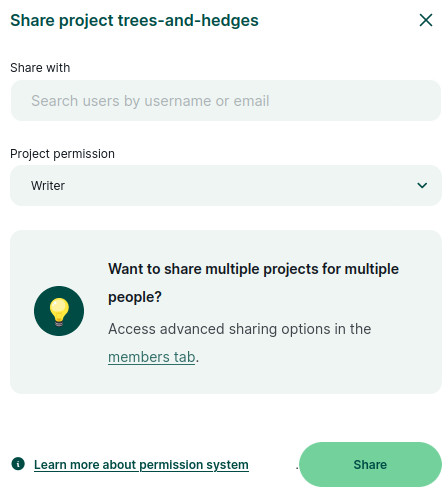 Share project trees-and-hedges
Share with
Search users by username or email
Project permission
Writer
Want to share multiple projects for multiple
people?
Access advanced sharing options in the
members tab.
Learn more about permission system
.
Share